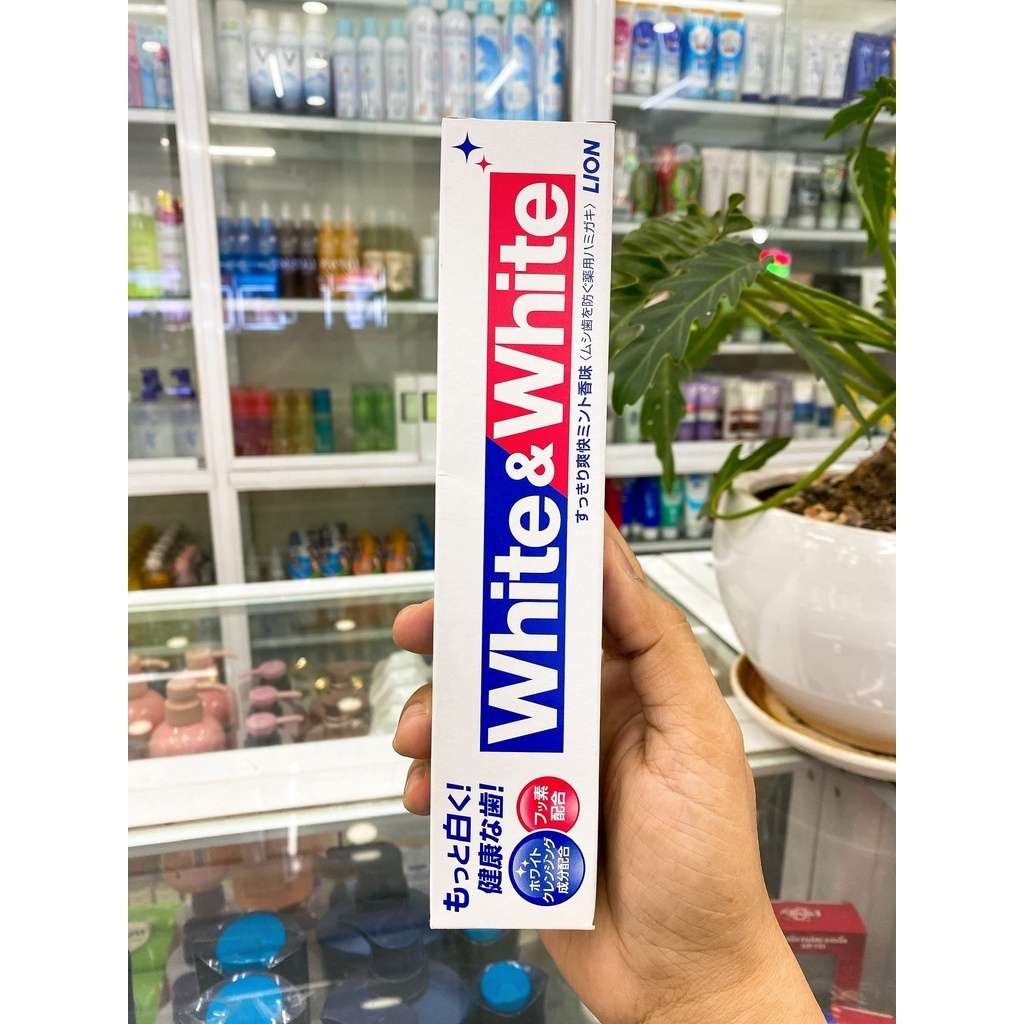 もっと白く!
健康な歯!
ホワイト
クレンジング
成分配合
フッ素
配合
White&White
すっきり爽快ミント香味〈ムシ歯を防ぐ薬用ハミガキ〉
LION